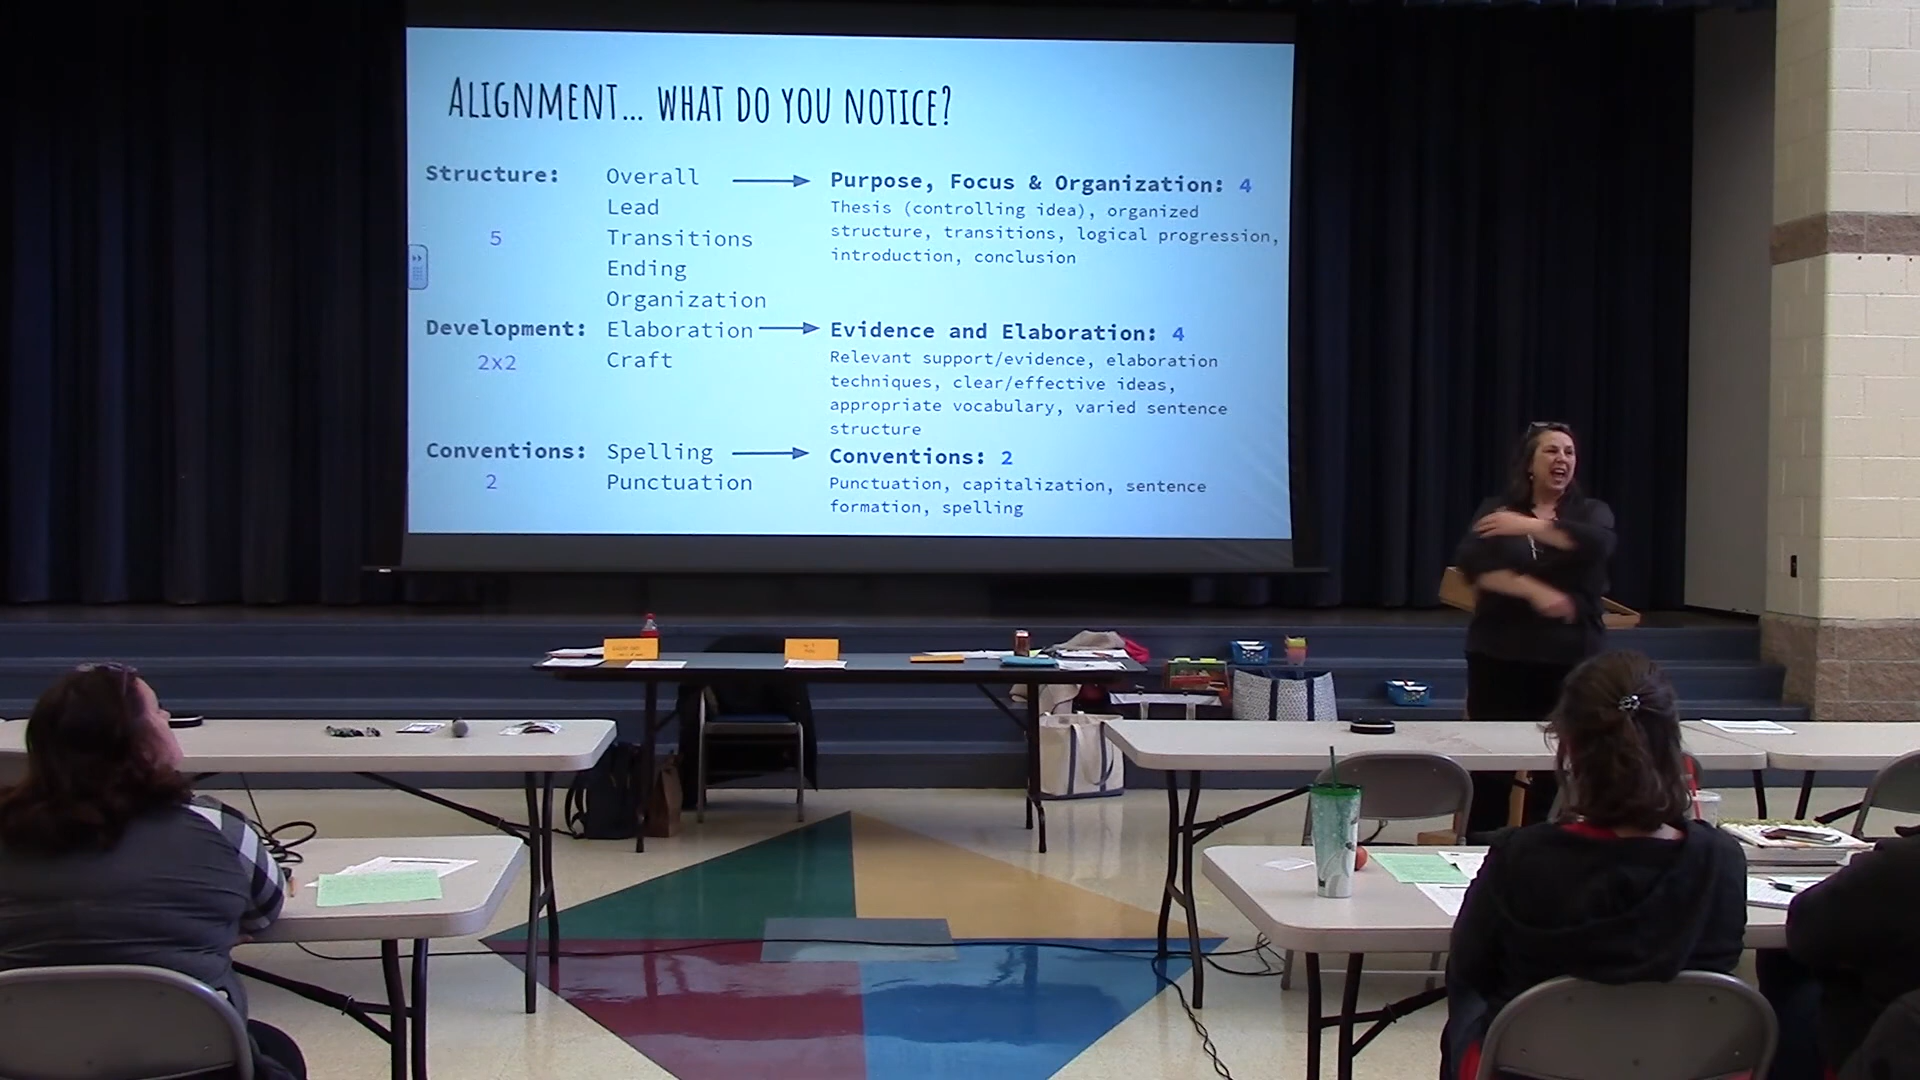 ALIGNMENT... WHAT DO YOU NOTICE?
Structure:
5
Overall
Lead
Transitions
Ending
Organization
Purpose, Focus & Organization: 4
Thesis (controlling idea), organized
structure, transitions, logical progression,
introduction, conclusion
Development:
2x2
Elaboration
Craft
Evidence and Elaboration: 4
Relevant support/evidence, elaboration
techniques, clear/effective ideas,
appropriate vocabulary, varied sentence
structure
Conventions:
2
Spelling
Punctuation
Conventions: 2
Punctuation, capitalization, sentence
formation, spelling